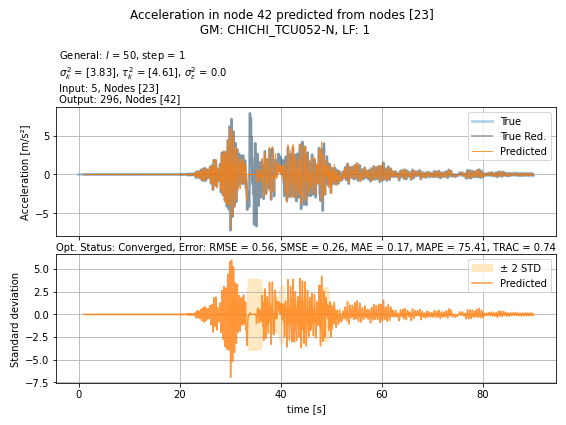 Acceleration in node 42 predicted from nodes [23]
GM: CHICHI_TCU052-N, LF: 1
General: l = 50, step = 1
σ²ₖ = [3.83], τ²ₖ = [4.61], σ²ₑ = 0.0
Input: 5, Nodes [23]
Output: 296, Nodes [42]
True
True Red.
Predicted
Acceleration [m/s²]
5
0
−5
Opt. Status: Converged, Error: RMSE = 0.56, SMSE = 0.26, MAE = 0.17, MAPE = 75.41, TRAC = 0.74
± 2 STD
Predicted
Standard deviation
5.0
2.5
0.0
−2.5
−5.0
−7.5
0 20 40 60 80
time [s]